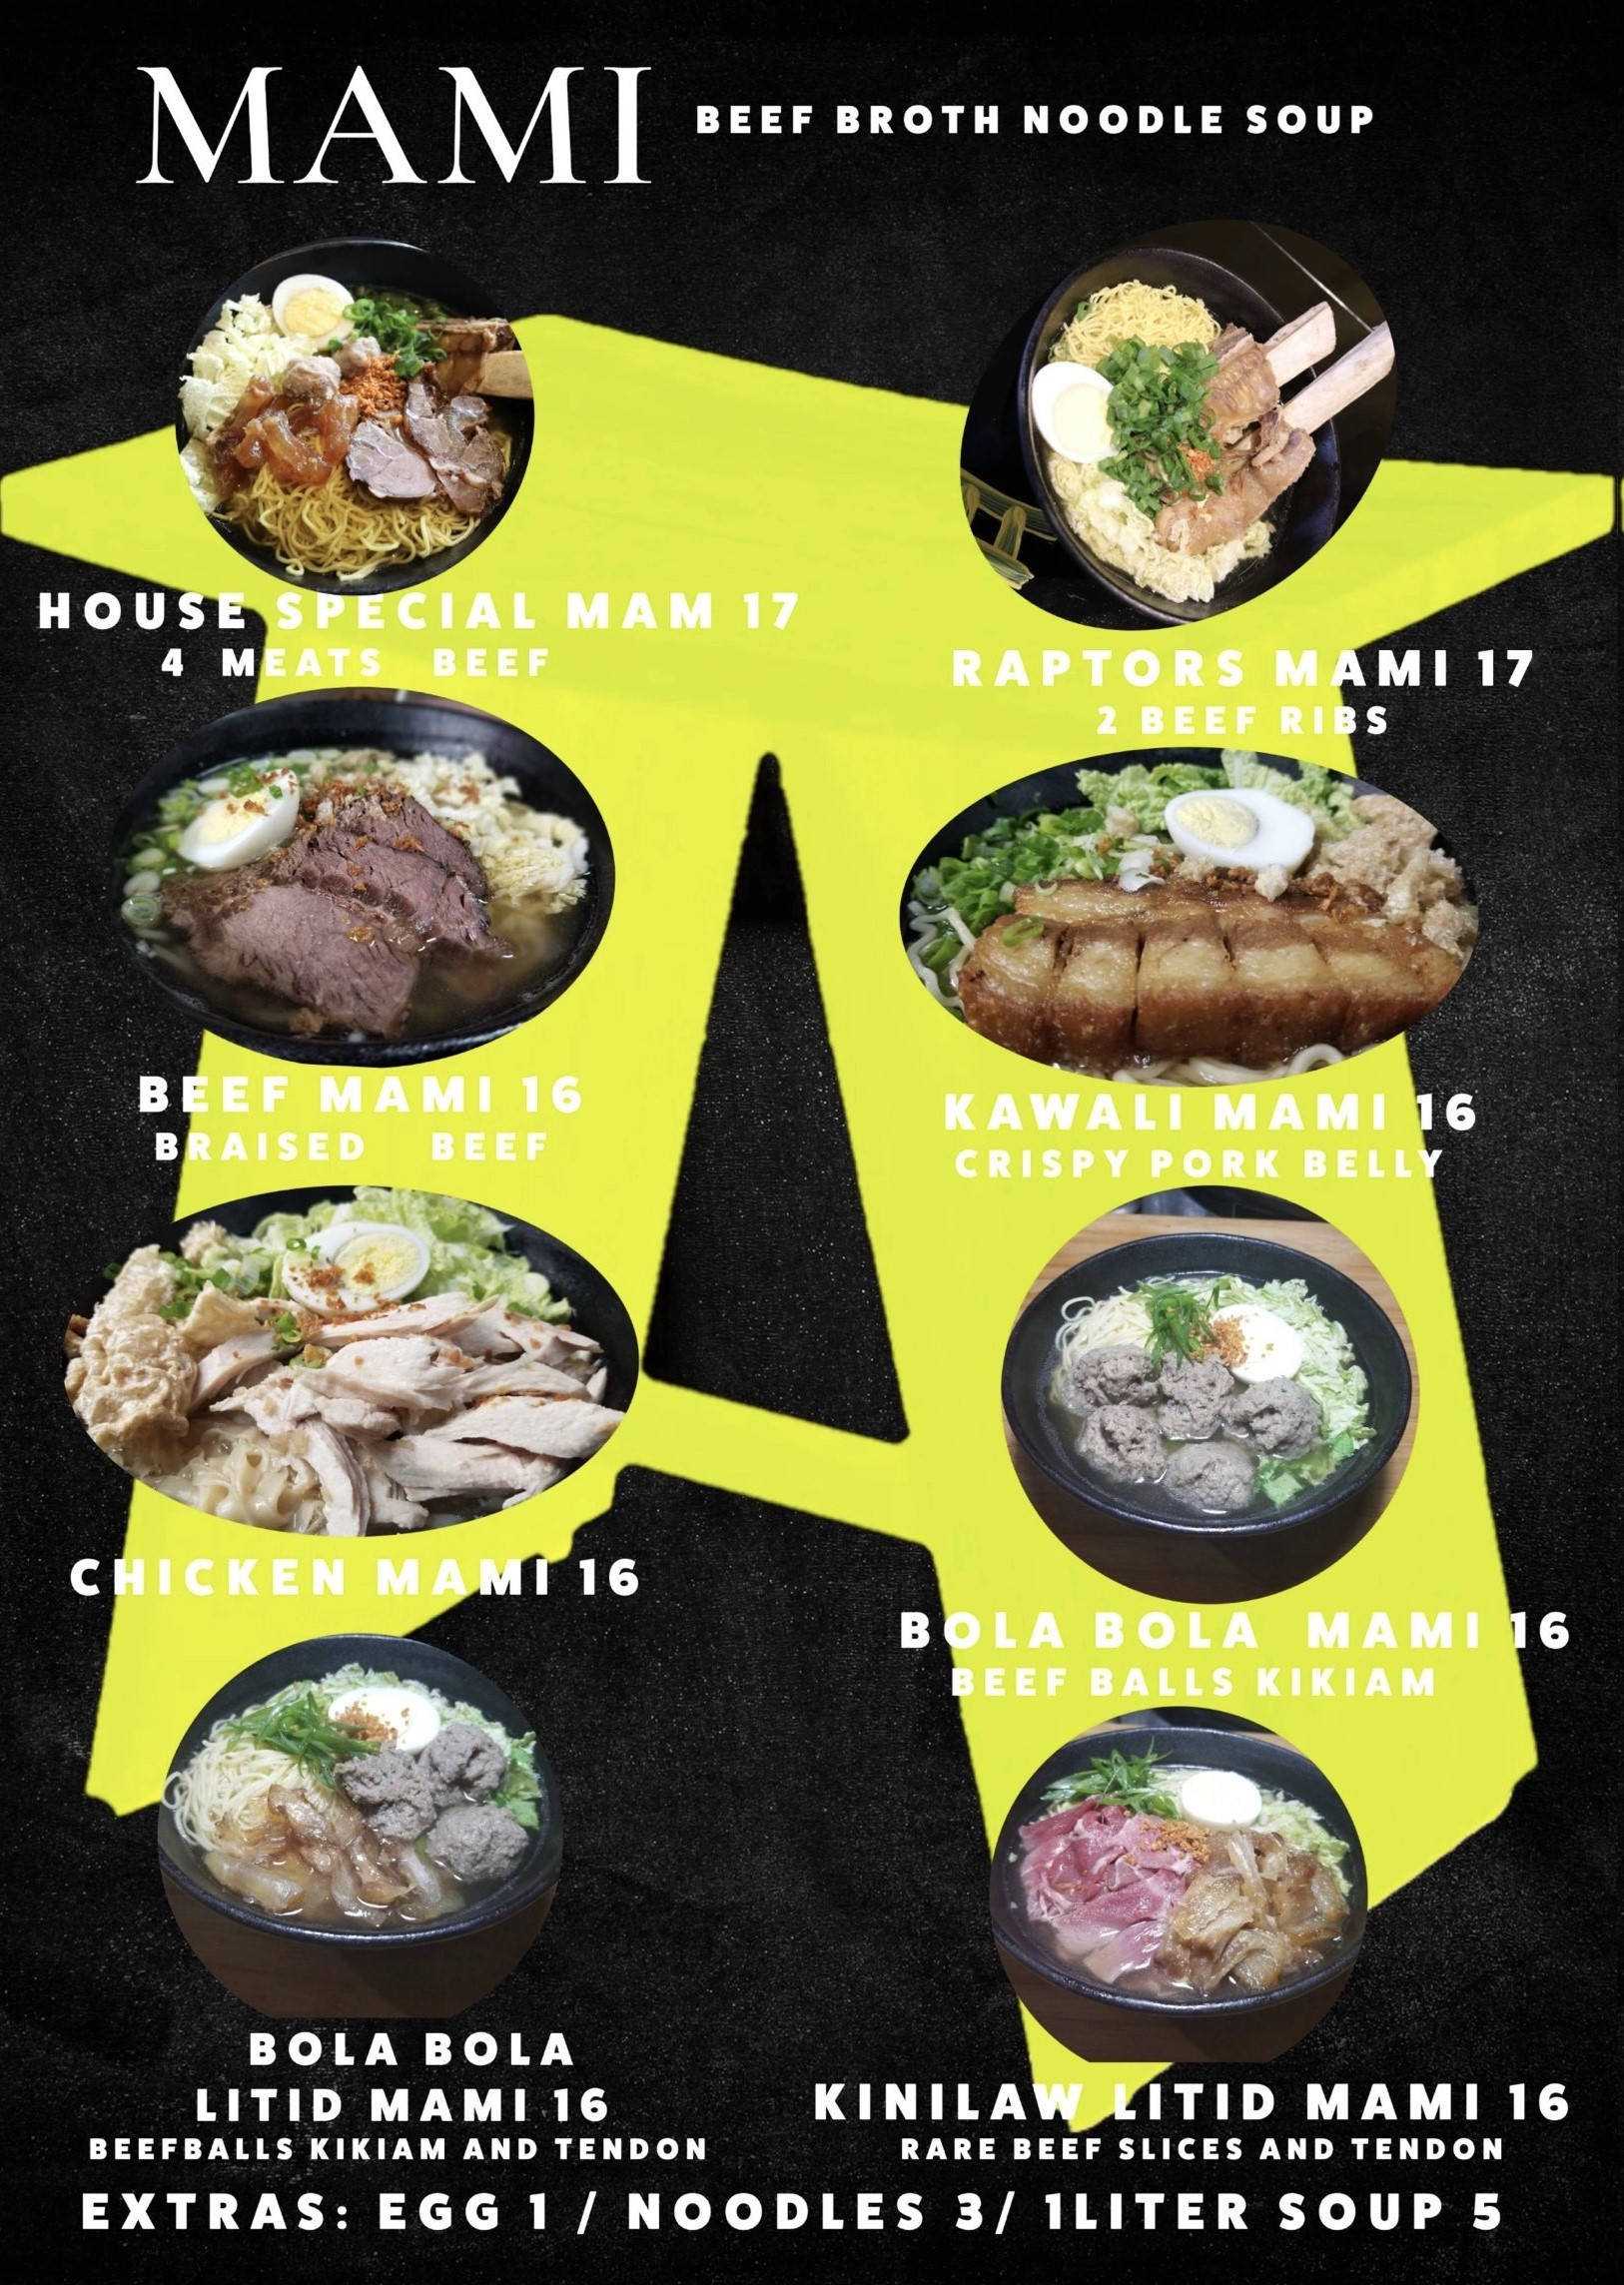 MAMI BEEF BROTH NOODLE SOUP
HOUSE SPECIAL MAM 17
4 MEATS BEEF
RAPTORS MAMI 17
2 BEEF RIBS
BEEF MAMI 16
BRAISED BEEF
KAWALI MAMI 16
CRISPY PORK BELLY
CHICKEN MAMI 16
BOLA BOLA MAMI 16
BEEF BALLS KIKIAM
BOLA BOLA
LITID MAMI 16
BEEFBALLS KIKIAM AND TENDON
KINILAW LITID MAMI 16
RARE BEEF SLICES AND TENDON
EXTRAS: EGG 1 / NOODLES 3/ 1LITER SOUP 5